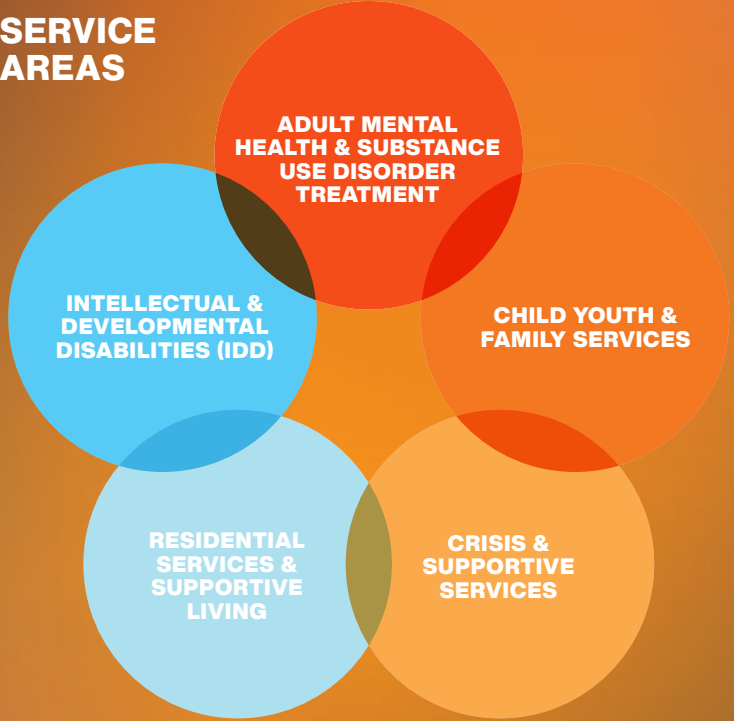 SERVICE
AREAS
ADULT MENTAL
HEALTH & SUBSTANCE
USE DISORDER
TREATMENT
INTELLECTUAL &
DEVELOPMENTAL
DISABILITIES (IDD)
CHILD YOUTH &
FAMILY SERVICES
RESIDENTIAL
SERVICES &
SUPPORTIVE
LIVING
CRISIS &
SUPPORTIVE
SERVICES